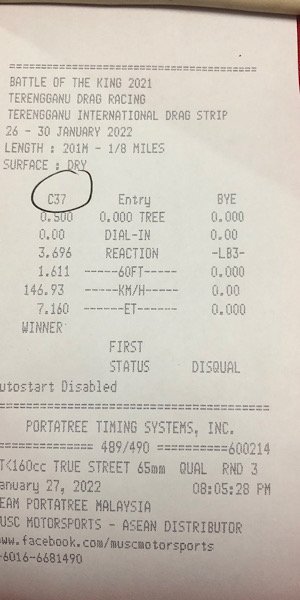 ================================
BATTLE OF THE KING 2021
TERENGGANU DRAG RACING
TERENGGANU INTERNATIONAL DRAG STRIP
26 - 30 JANUARY 2022
LENGTH : 201M - 1/8 MILES
SURFACE : DRY
C37 Entry BYE
0.500 0.000 TREE 0.000
0.00 DIAL-IN 0.00
3.696 REACTION -LB3-
1.611 -----60FT----- 0.000
146.93 -----KM/H----- 0.00
7.160 ------ET------ 0.000
WINNER
FIRST
STATUS DISQUAL
utostart Disabled
================================
PORTATREE TIMING SYSTEMS, INC.
============ 489/490 ==========600214
T<160cc TRUE STREET 65mm QUAL RND 3
anuary 27, 2022 08:05:28 PM
EAM PORTATREE MALAYSIA
MUSC MOTORSPORTS - ASEAN DISTRIBUTOR
ww.facebook.com/muscmotorsports
-6016-6681490